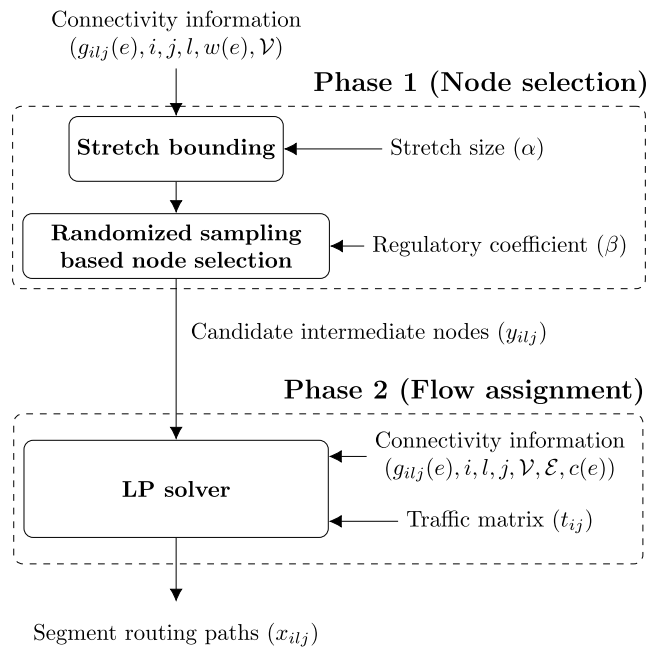 Connectivity information
(g_{ilj}(e), i, j, l, w(e), 𝒱)
Phase 1 (Node selection)
Stretch bounding
Stretch size (α)
Randomized sampling
based node selection
Regulatory coefficient (β)
Candidate intermediate nodes (y_{ilj})
Phase 2 (Flow assignment)
Connectivity information
(g_{ilj}(e), i, l, j, 𝒱, ℰ, c(e))
LP solver
Traffic matrix (t_{ij})
Segment routing paths (x_{ilj})